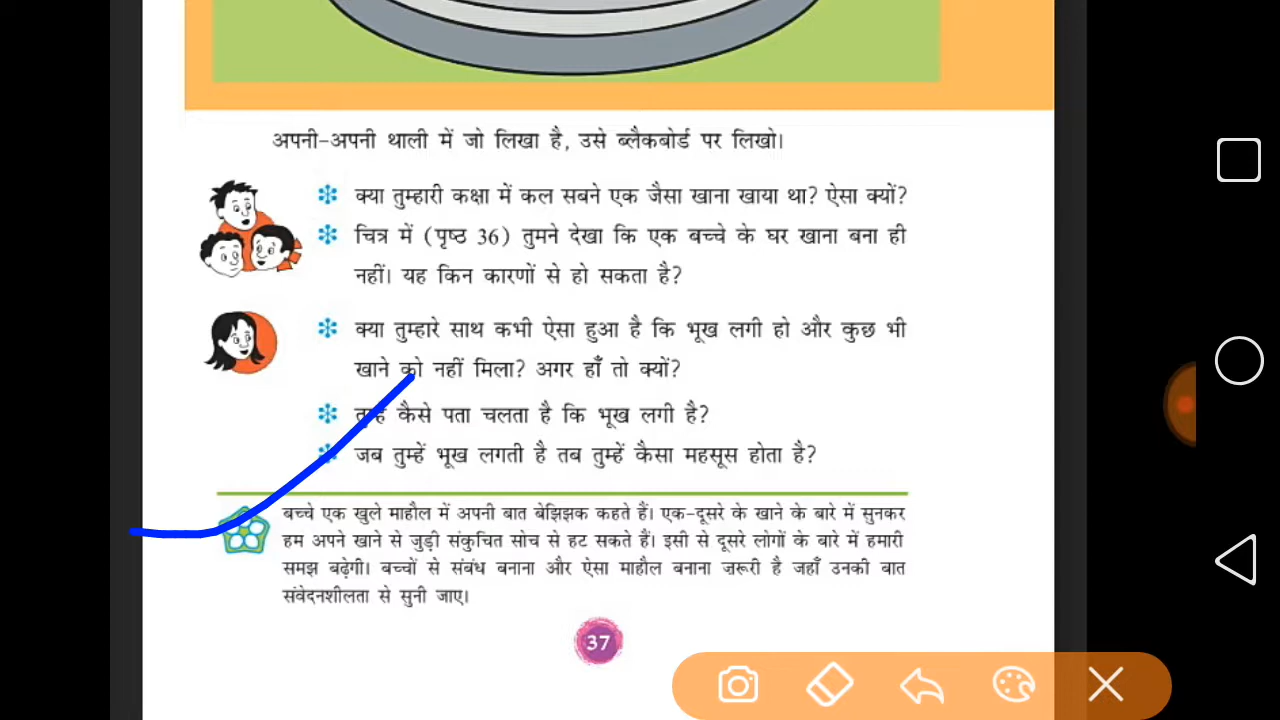 अपनी-अपनी थाली में जो लिखा है, उसे ब्लैकबोर्ड पर लिखो।
क्या तुम्हारी कक्षा में कल सबने एक जैसा खाना खाया था? ऐसा क्यों?
चित्र में (पृष्ठ 36) तुमने देखा कि एक बच्चे के घर खाना बना ही
नहीं। यह किन कारणों से हो सकता है?
क्या तुम्हारे साथ कभी ऐसा हुआ है कि भूख लगी हो और कुछ भी
खाने को नहीं मिला? अगर हाँ तो क्यों?
तुम्हें कैसे पता चलता है कि भूख लगी है?
जब तुम्हें भूख लगती है तब तुम्हें कैसा महसूस होता है?
बच्चे एक खुले माहौल में अपनी बात बेझिझक कहते हैं। एक-दूसरे के खाने के बारे में सुनकर
हम अपने खाने से जुड़ी संकुचित सोच से हट सकते हैं। इसी से दूसरे लोगों के बारे में हमारी
समझ बढ़ेगी। बच्चों से संबंध बनाना और ऐसा माहौल बनाना ज़रूरी है जहाँ उनकी बात
संवेदनशीलता से सुनी जाए।
37